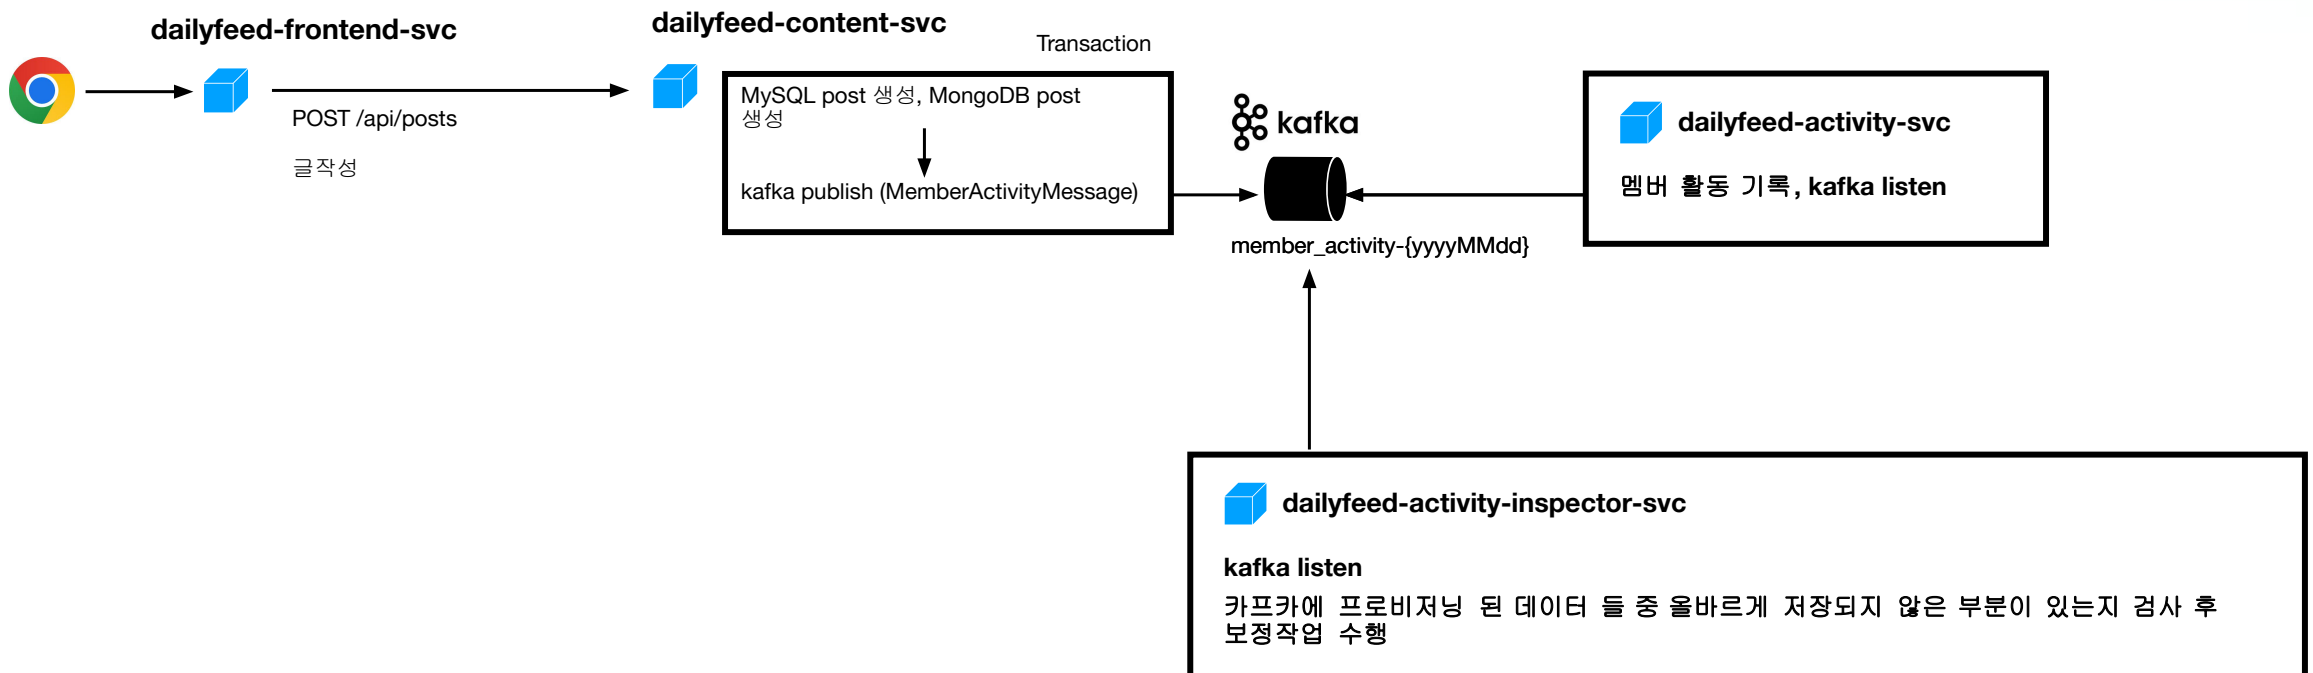 dailyfeed-frontend-svc
dailyfeed-content-svc
Transaction
POST /api/posts
글작성
MySQL post 생성, MongoDB post
생성
kafka publish (MemberActivityMessage)
kafka
member_activity-{yyyyMMdd}
dailyfeed-activity-svc
멤버 활동 기록, kafka listen
dailyfeed-activity-inspector-svc
kafka listen
카프카에 프로비저닝 된 데이터 들 중 올바르게 저장되지 않은 부분이 있는지 검사 후
보정작업 수행